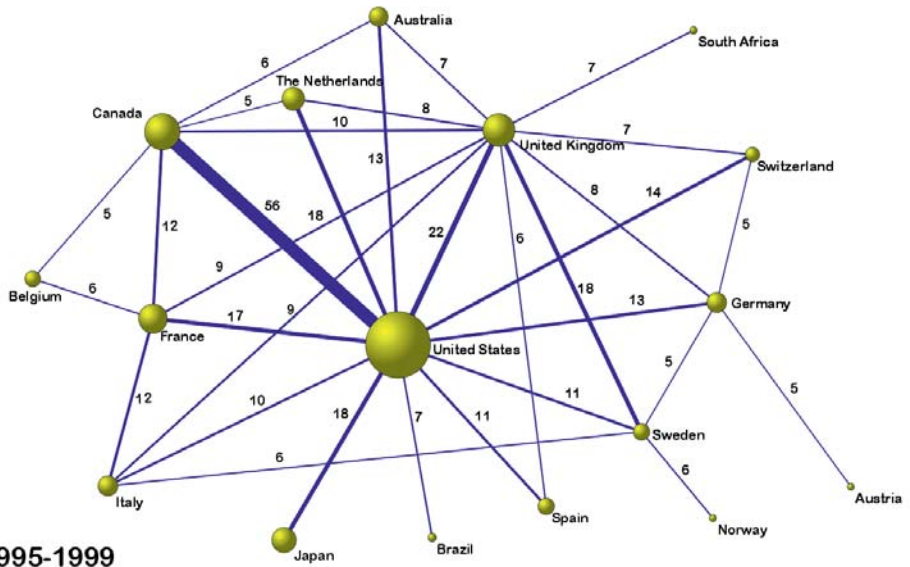 Australia
South Africa
6
7
7
The Netherlands
5
8
Canada
10
United Kingdom
7
13
Switzerland
8
14
5
56
18
12
22
6
5
9
6
18
Belgium
9
13
Germany
17
France
United States
5
5
12
10
18
7
11
11
Sweden
6
6
Italy
Spain
Norway
Austria
Japan
Brazil
995-1999